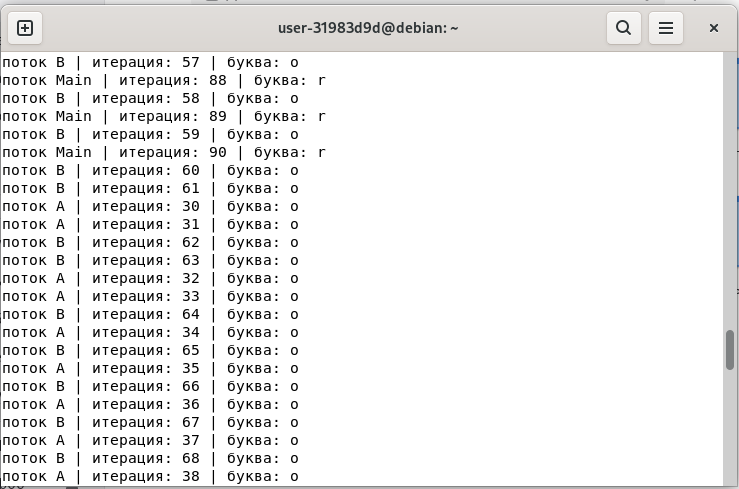 user-31983d9d@debian: ~
поток B | итерация: 57 | буква: o
поток Main | итерация: 88 | буква: r
поток B | итерация: 58 | буква: o
поток Main | итерация: 89 | буква: r
поток B | итерация: 59 | буква: o
поток Main | итерация: 90 | буква: r
поток B | итерация: 60 | буква: o
поток B | итерация: 61 | буква: o
поток A | итерация: 30 | буква: o
поток A | итерация: 31 | буква: o
поток B | итерация: 62 | буква: o
поток B | итерация: 63 | буква: o
поток A | итерация: 32 | буква: o
поток A | итерация: 33 | буква: o
поток B | итерация: 64 | буква: o
поток A | итерация: 34 | буква: o
поток B | итерация: 65 | буква: o
поток A | итерация: 35 | буква: o
поток B | итерация: 66 | буква: o
поток A | итерация: 36 | буква: o
поток B | итерация: 67 | буква: o
поток A | итерация: 37 | буква: o
поток B | итерация: 68 | буква: o
поток A | итерация: 38 | буква: o